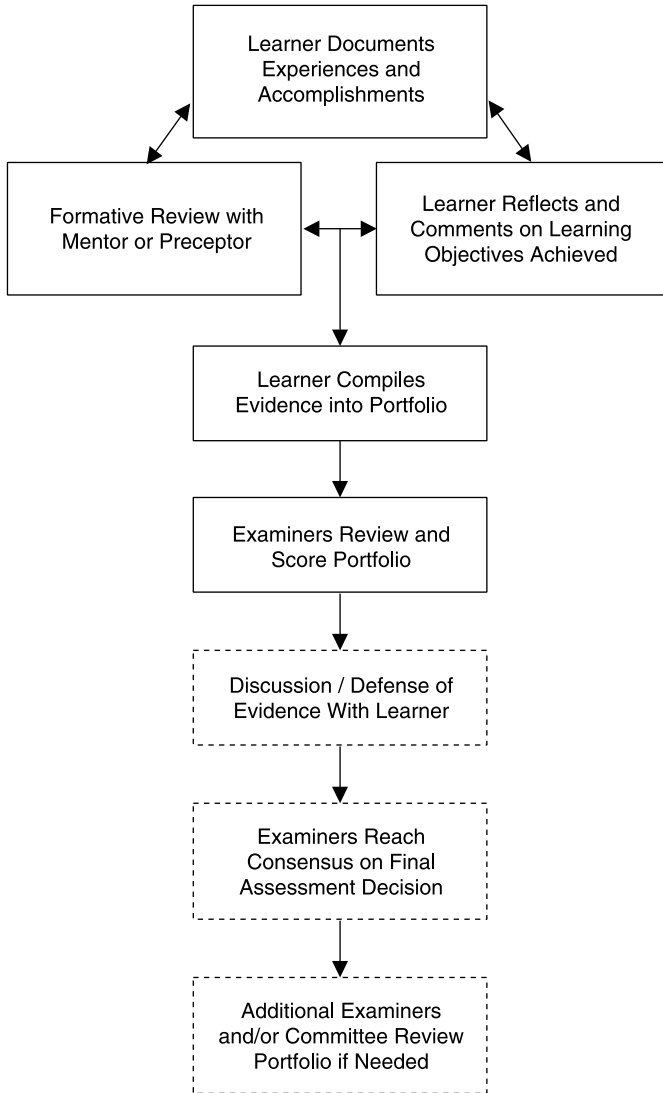 Learner Documents
Experiences and
Accomplishments
Formative Review with
Mentor or Preceptor
Learner Reflects and
Comments on Learning
Objectives Achieved
Learner Compiles
Evidence into Portfolio
Examiners Review and
Score Portfolio
Discussion / Defense of
Evidence With Learner
Examiners Reach
Consensus on Final
Assessment Decision
Additional Examiners
and/or Committee Review
Portfolio if Needed